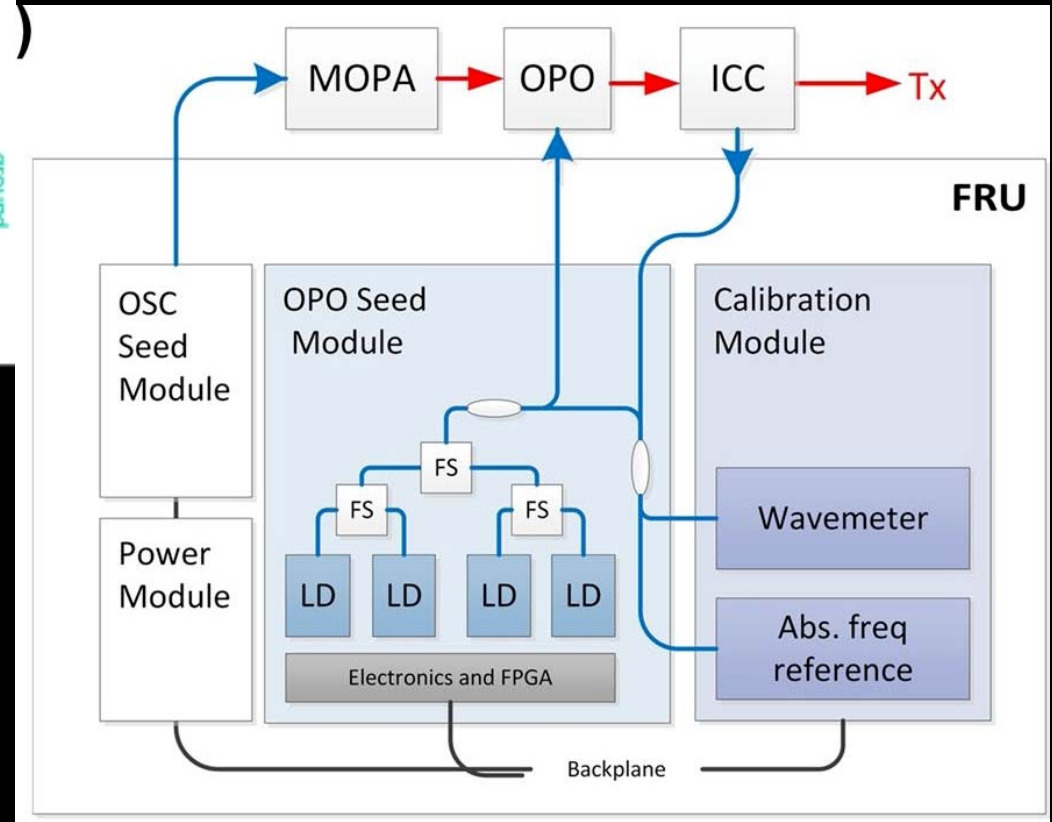 )
MOPA
OPO
ICC
Tx
FRU
OSC
Seed
Module
OPO Seed
Module
Calibration
Module
FS
FS
FS
LD
LD
LD
LD
Electronics and FPGA
Power
Module
Wavemeter
Abs. freq
reference
Backplane